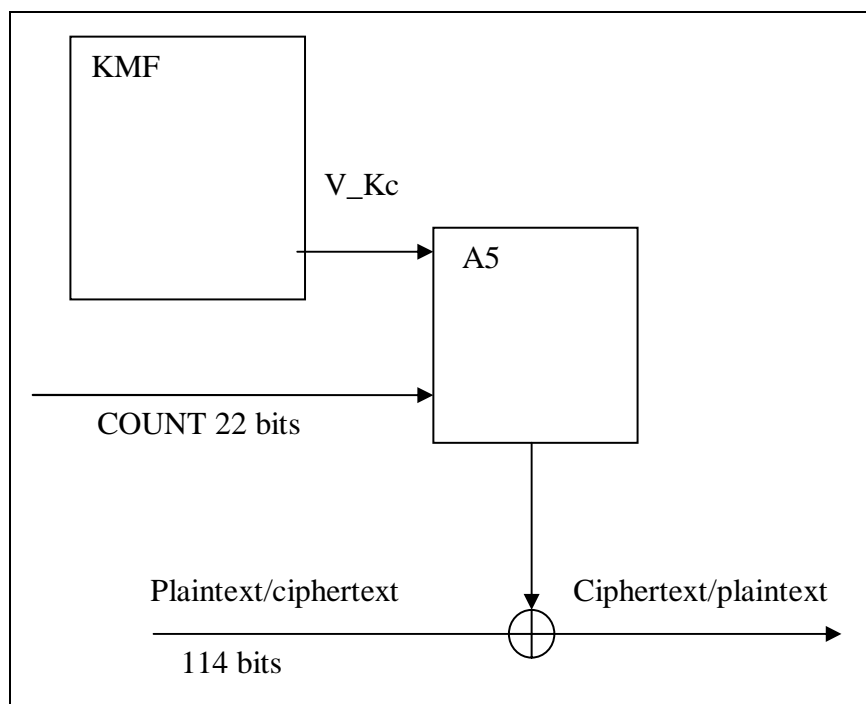 KMF
V_Kc
A5
COUNT 22 bits
Plaintext/ciphertext
Ciphertext/plaintext
114 bits